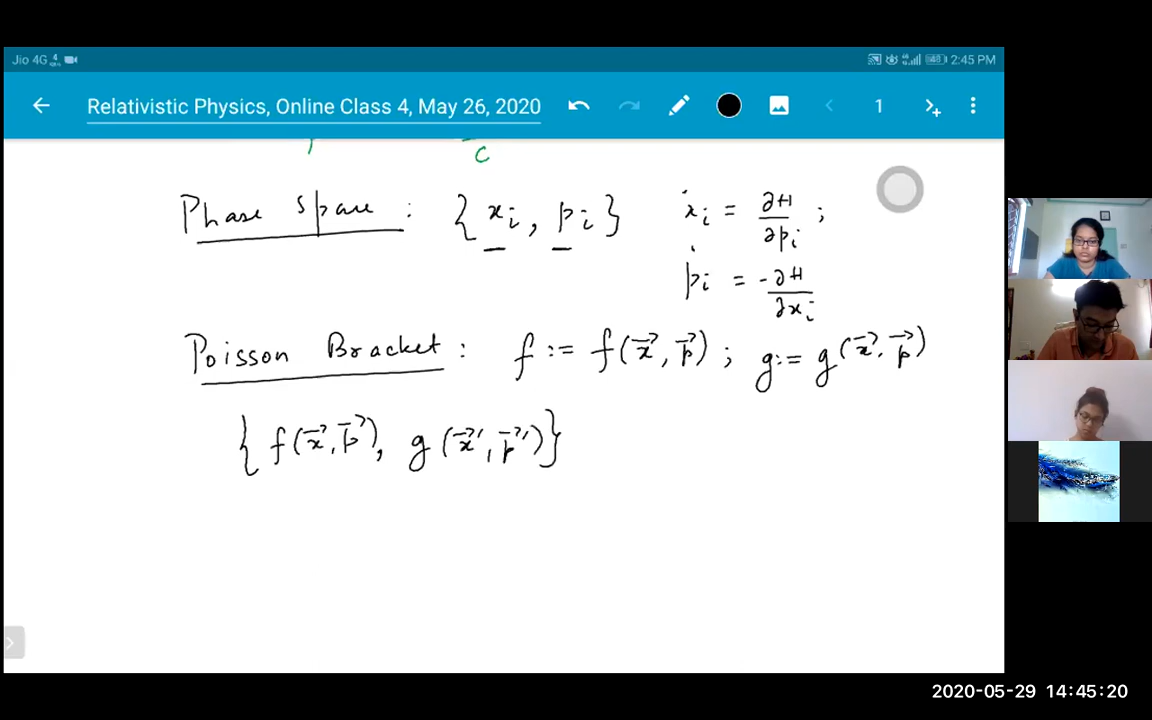 Jio 4G 2:45 PM
Relativistic Physics, Online Class 4, May 26, 2020 1
c
Phase Space : {xᵢ, pᵢ} ẋᵢ = ∂H/∂pᵢ ;
ṗᵢ = -∂H/∂xᵢ
Poisson Bracket : f := f(x⃗, p⃗) ; g := g(x⃗, p⃗)
{f(x⃗, p⃗), g(x⃗′, p⃗′)}
2020-05-29 14:45:20